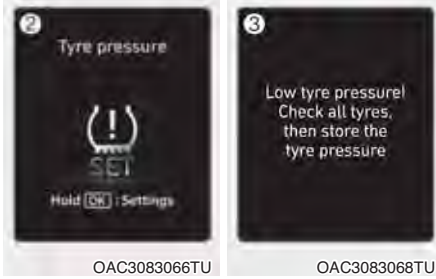 ②
Tyre pressure
(!)
SET
Hold OK : Settings
OAC3083066TU
③
Low tyre pressure!
Check all tyres,
then store the
tyre pressure
OAC3083068TU